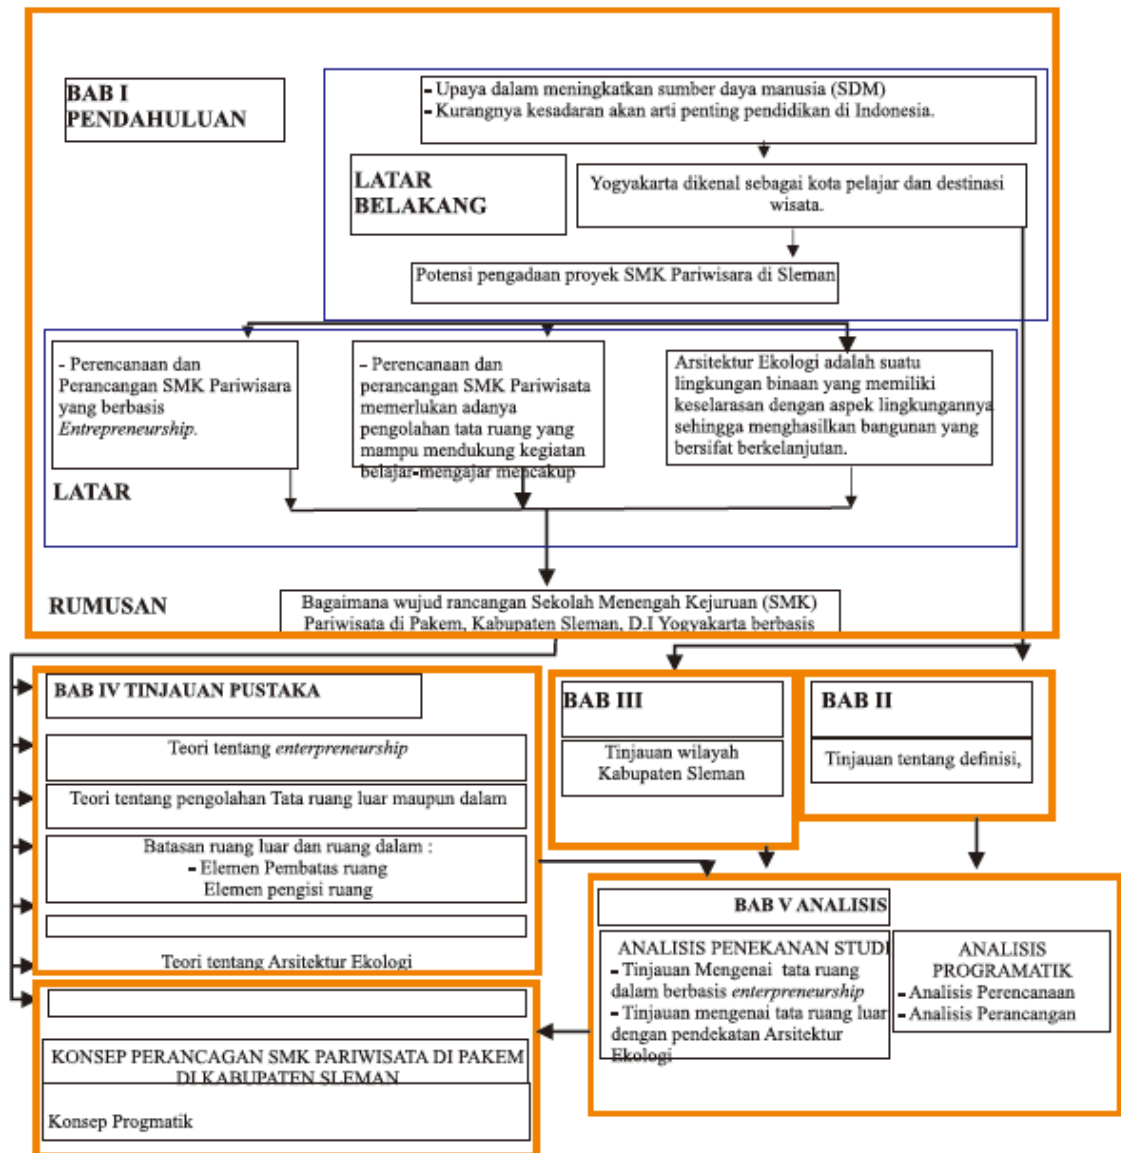 BAB I
PENDAHULUAN
- Upaya dalam meningkatkan sumber daya manusia (SDM)
- Kurangnya kesadaran akan arti penting pendidikan di Indonesia.
LATAR
BELAKANG
Yogyakarta dikenal sebagai kota pelajar dan destinasi
wisata.
Potensi pengadaan proyek SMK Pariwisara di Sleman
- Perencanaan dan
Perancangan SMK Pariwisara
yang berbasis
Entrepreneurship.
- Perencanaan dan
perancangan SMK Pariwisata
memerlukan adanya
pengolahan tata ruang yang
mampu mendukung kegiatan
belajar-mengajar mencakup
Arsitektur Ekologi adalah suatu
lingkungan binaan yang memiliki
keselarasan dengan aspek lingkungannya
sehingga menghasilkan bangunan yang
bersifat berkelanjutan.
LATAR
RUMUSAN
Bagaimana wujud rancangan Sekolah Menengah Kejuruan (SMK)
Pariwisata di Pakem, Kabupaten Sleman, D.I Yogyakarta berbasis
BAB IV TINJAUAN PUSTAKA
Teori tentang enterpreneurship
Teori tentang pengolahan Tata ruang luar maupun dalam
Batasan ruang luar dan ruang dalam :
- Elemen Pembatas ruang
Elemen pengisi ruang
Teori tentang Arsitektur Ekologi
BAB III
Tinjauan wilayah
Kabupaten Sleman
BAB II
Tinjauan tentang definisi,
BAB V ANALISIS
ANALISIS PENEKANAN STUDI
- Tinjauan Mengenai tata ruang
dalam berbasis enterpreneurship
- Tinjauan mengenai tata ruang luar
dengan pendekatan Arsitektur
Ekologi
ANALISIS
PROGRAMATIK
- Analisis Perencanaan
- Analisis Perancangan
KONSEP PERANCAGAN SMK PARIWISATA DI PAKEM
DI KABUPATEN SLEMAN
Konsep Progmatik